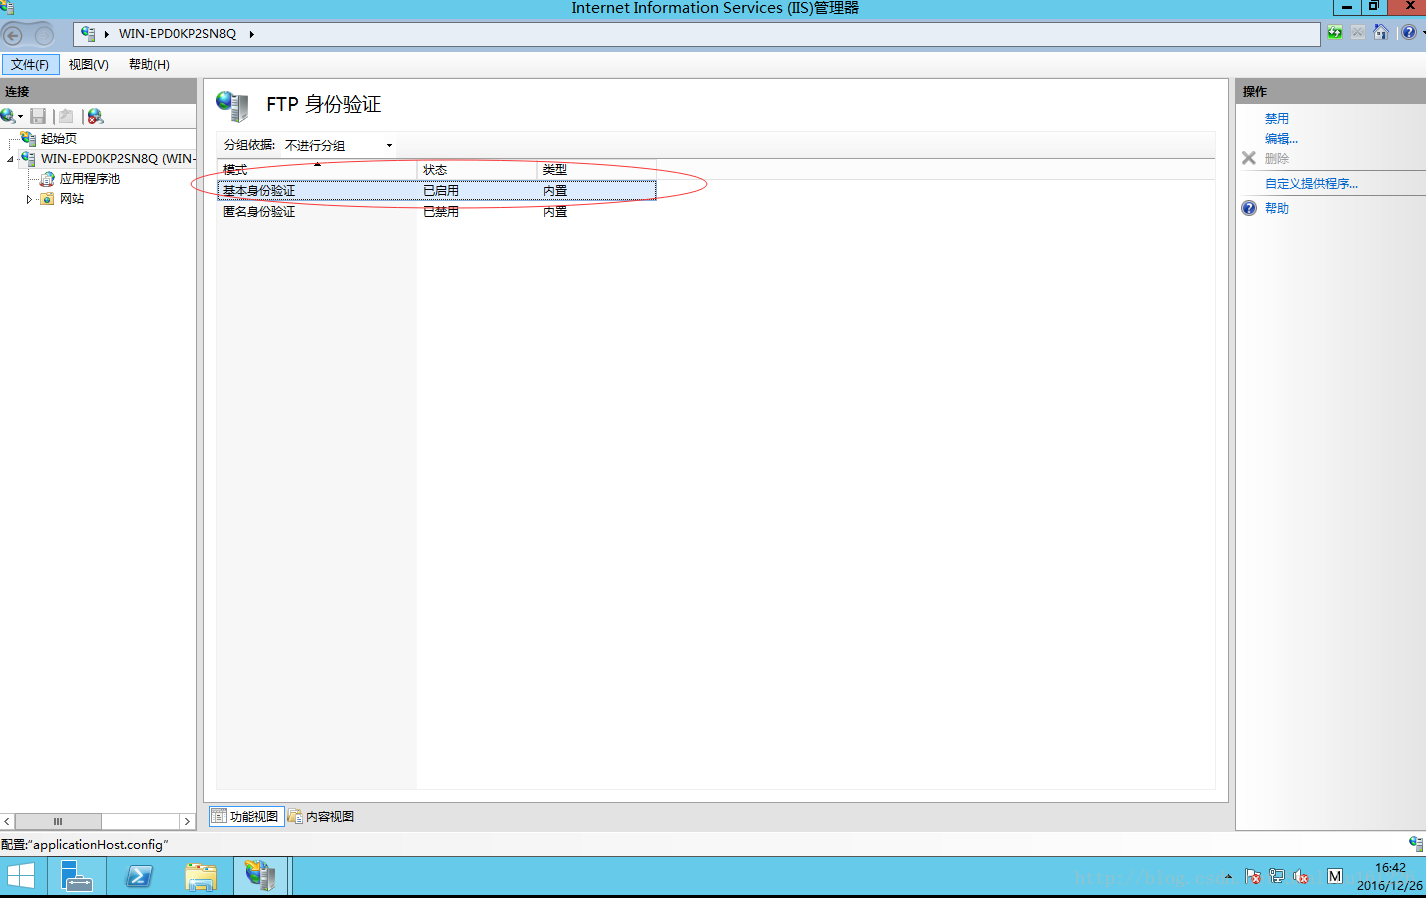 Internet Information Services (IIS)管理器
WIN-EPD0KP2SN8Q
文件(F) 视图(V) 帮助(H)
连接
起始页
WIN-EPD0KP2SN8Q (WIN-
应用程序池
网站
FTP 身份验证
分组依据: 不进行分组
模式 状态 类型
基本身份验证 已启用 内置
匿名身份验证 已禁用 内置
操作
禁用
编辑...
删除
自定义提供程序...
帮助
功能视图 内容视图
配置:"applicationHost.config"
M
16:42
2016/12/26